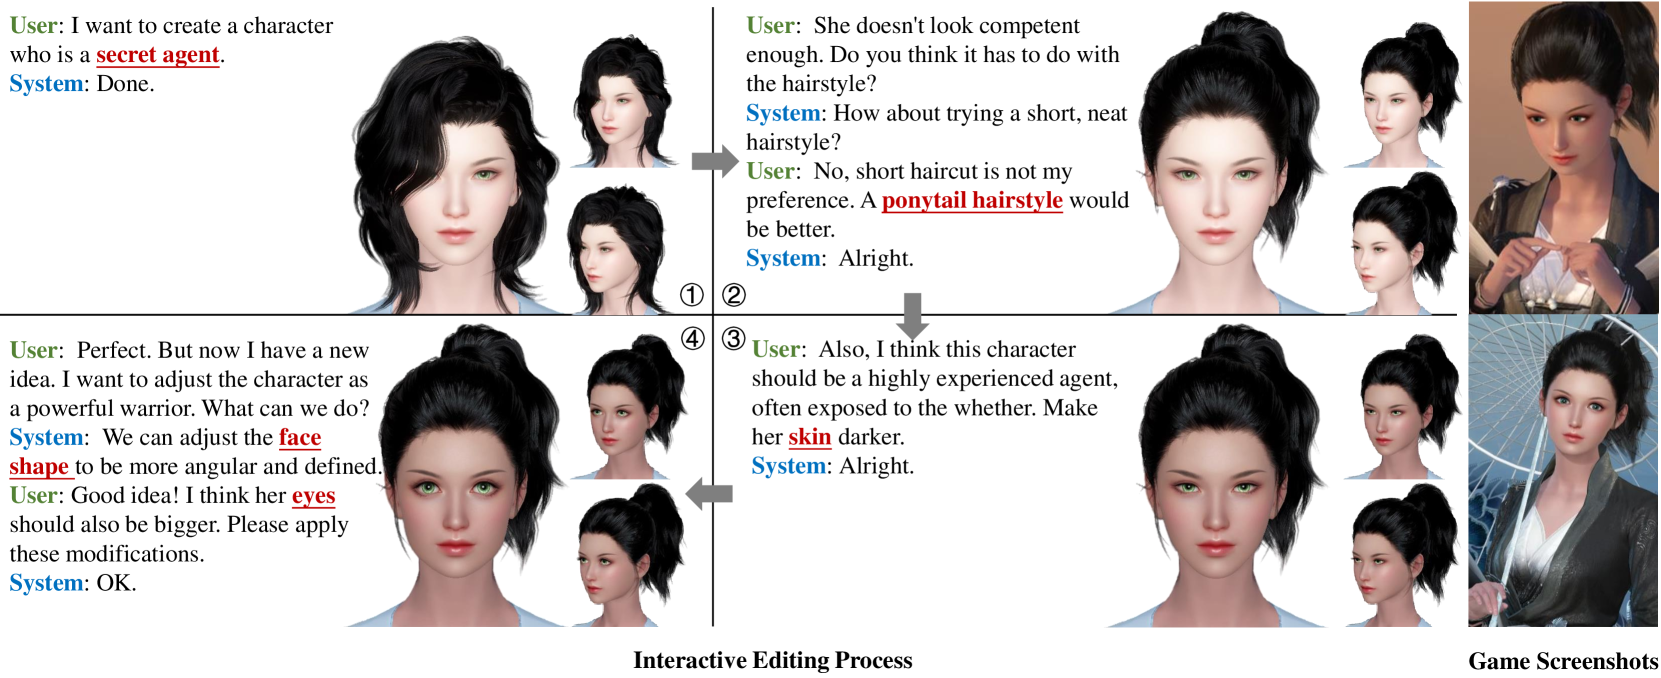 User: I want to create a character
who is a secret agent.
System: Done.
①
User: She doesn't look competent
enough. Do you think it has to do with
the hairstyle?
System: How about trying a short, neat
hairstyle?
User: No, short haircut is not my
preference. A ponytail hairstyle would
be better.
System: Alright.
②
③
User: Also, I think this character
should be a highly experienced agent,
often exposed to the whether. Make
her skin darker.
System: Alright.
④
User: Perfect. But now I have a new
idea. I want to adjust the character as
a powerful warrior. What can we do?
System: We can adjust the face
shape to be more angular and defined.
User: Good idea! I think her eyes
should also be bigger. Please apply
these modifications.
System: OK.
Interactive Editing Process
Game Screenshots